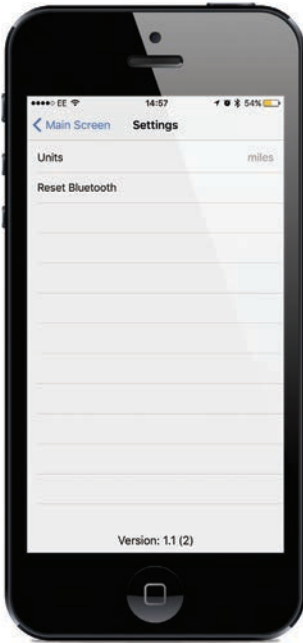 EE 14:57 54%
Main Screen Settings
Units miles
Reset Bluetooth
Version: 1.1 (2)